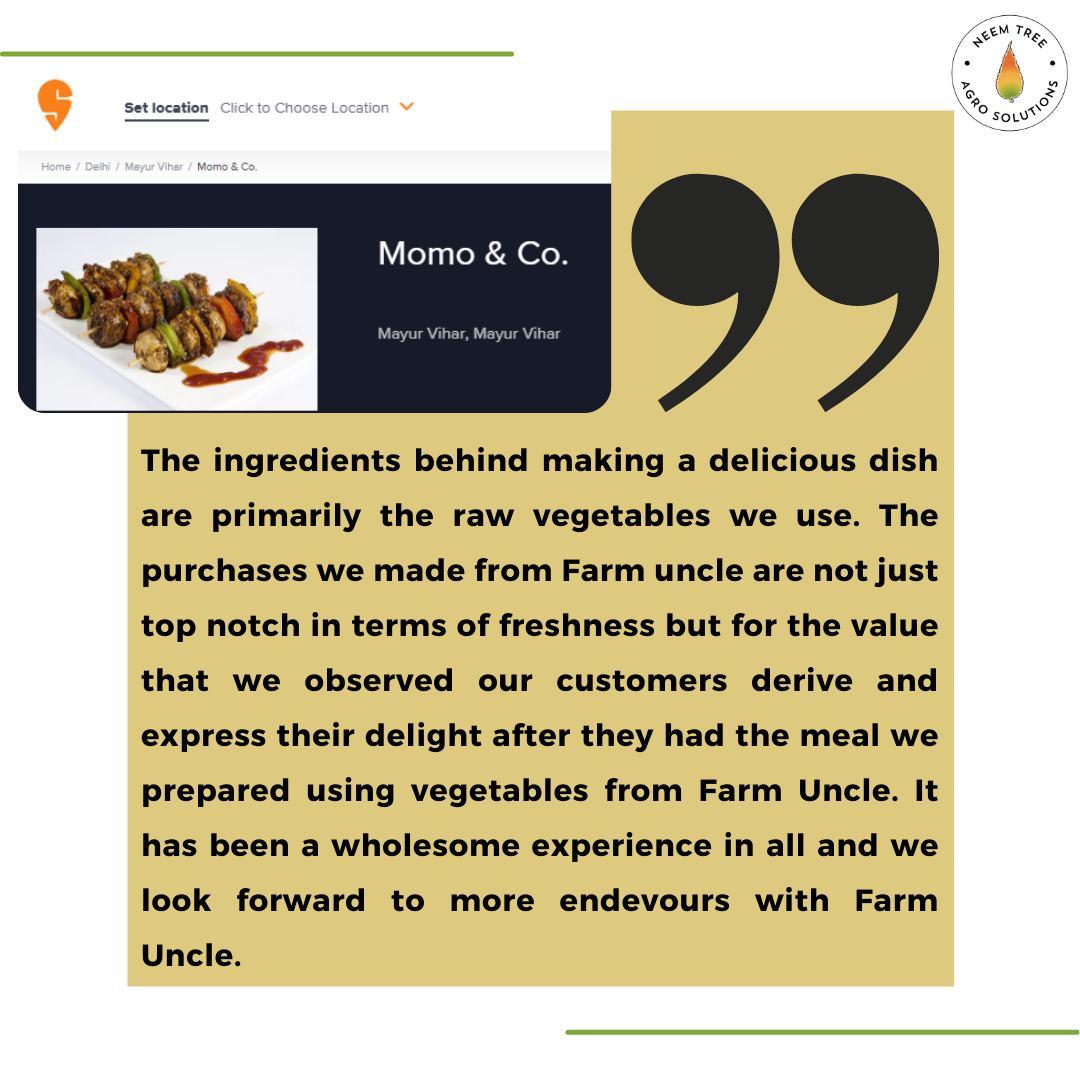 NEEM TREE
AGRO SOLUTIONS
Set location Click to Choose Location
Home / Delhi / Mayur Vihar / Momo & Co.
Momo & Co.
Mayur Vihar, Mayur Vihar
The ingredients behind making a delicious dish
are primarily the raw vegetables we use. The
purchases we made from Farm uncle are not just
top notch in terms of freshness but for the value
that we observed our customers derive and
express their delight after they had the meal we
prepared using vegetables from Farm Uncle. It
has been a wholesome experience in all and we
look forward to more endevours with Farm
Uncle.